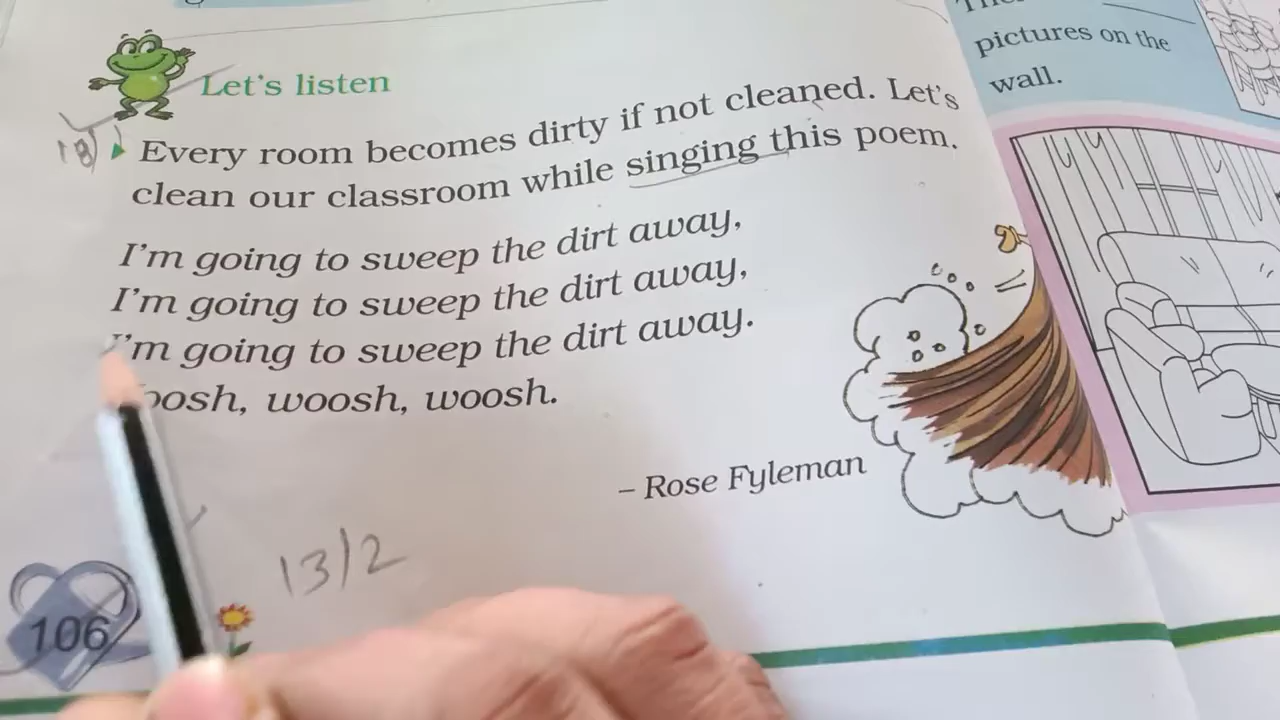 Let's listen
18)
Every room becomes dirty if not cleaned. Let's
clean our classroom while singing this poem.
I'm going to sweep the dirt away,
I'm going to sweep the dirt away,
I'm going to sweep the dirt away.
woosh, woosh.
– Rose Fyleman
13/2
106
pictures on the
wall.